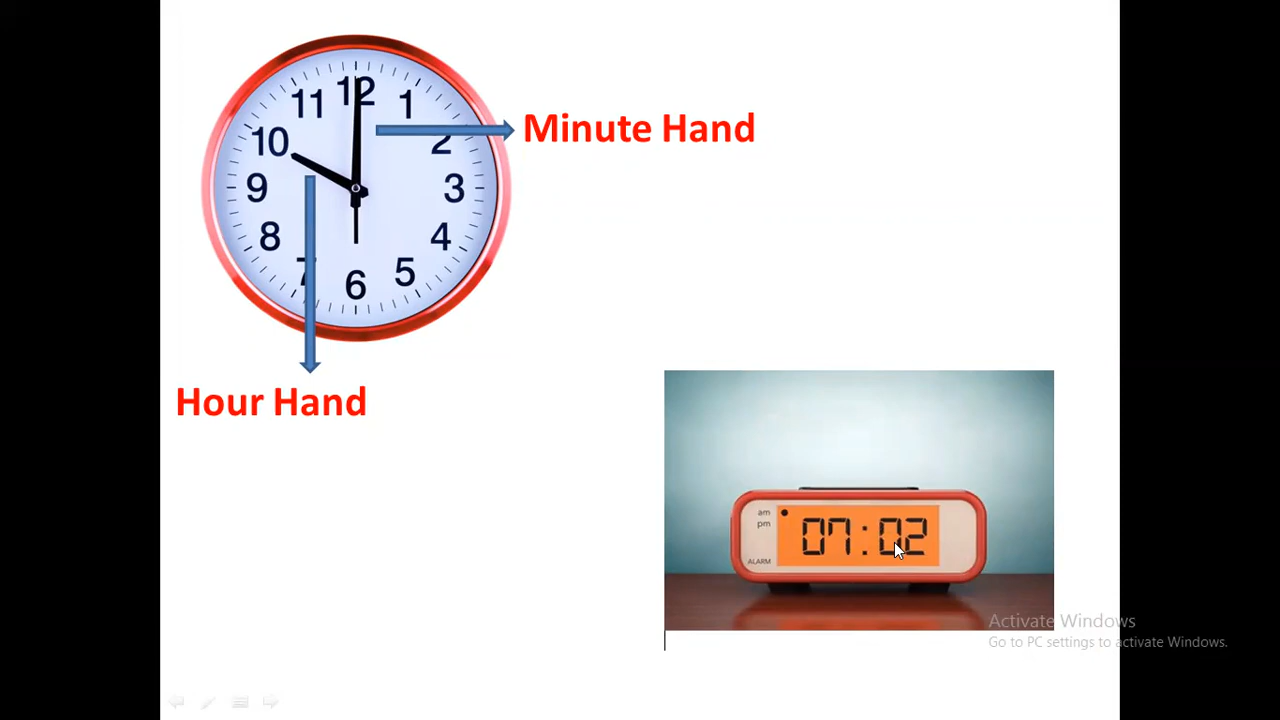 12
11
1
10
2
9
3
8
4
7
5
6
Minute Hand
Hour Hand
am
pm
07:02
ALARM
Activate Windows
Go to PC settings to activate Windows.